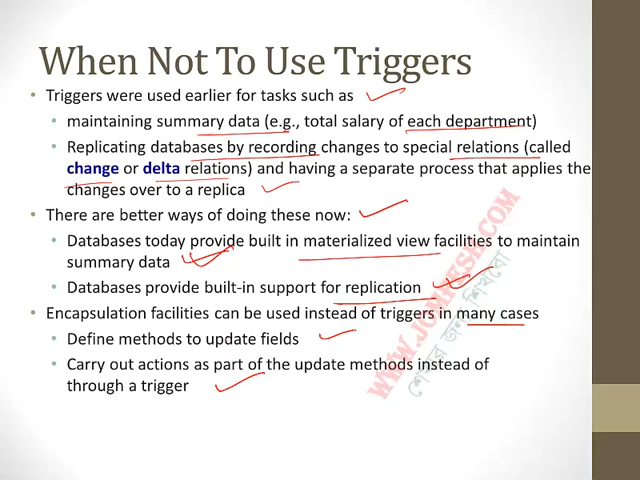 When Not To Use Triggers
• Triggers were used earlier for tasks such as
• maintaining summary data (e.g., total salary of each department)
• Replicating databases by recording changes to special relations (called
change or delta relations) and having a separate process that applies the
changes over to a replica
• There are better ways of doing these now:
• Databases today provide built in materialized view facilities to maintain
summary data
• Databases provide built-in support for replication
• Encapsulation facilities can be used instead of triggers in many cases
• Define methods to update fields
• Carry out actions as part of the update methods instead of
through a trigger